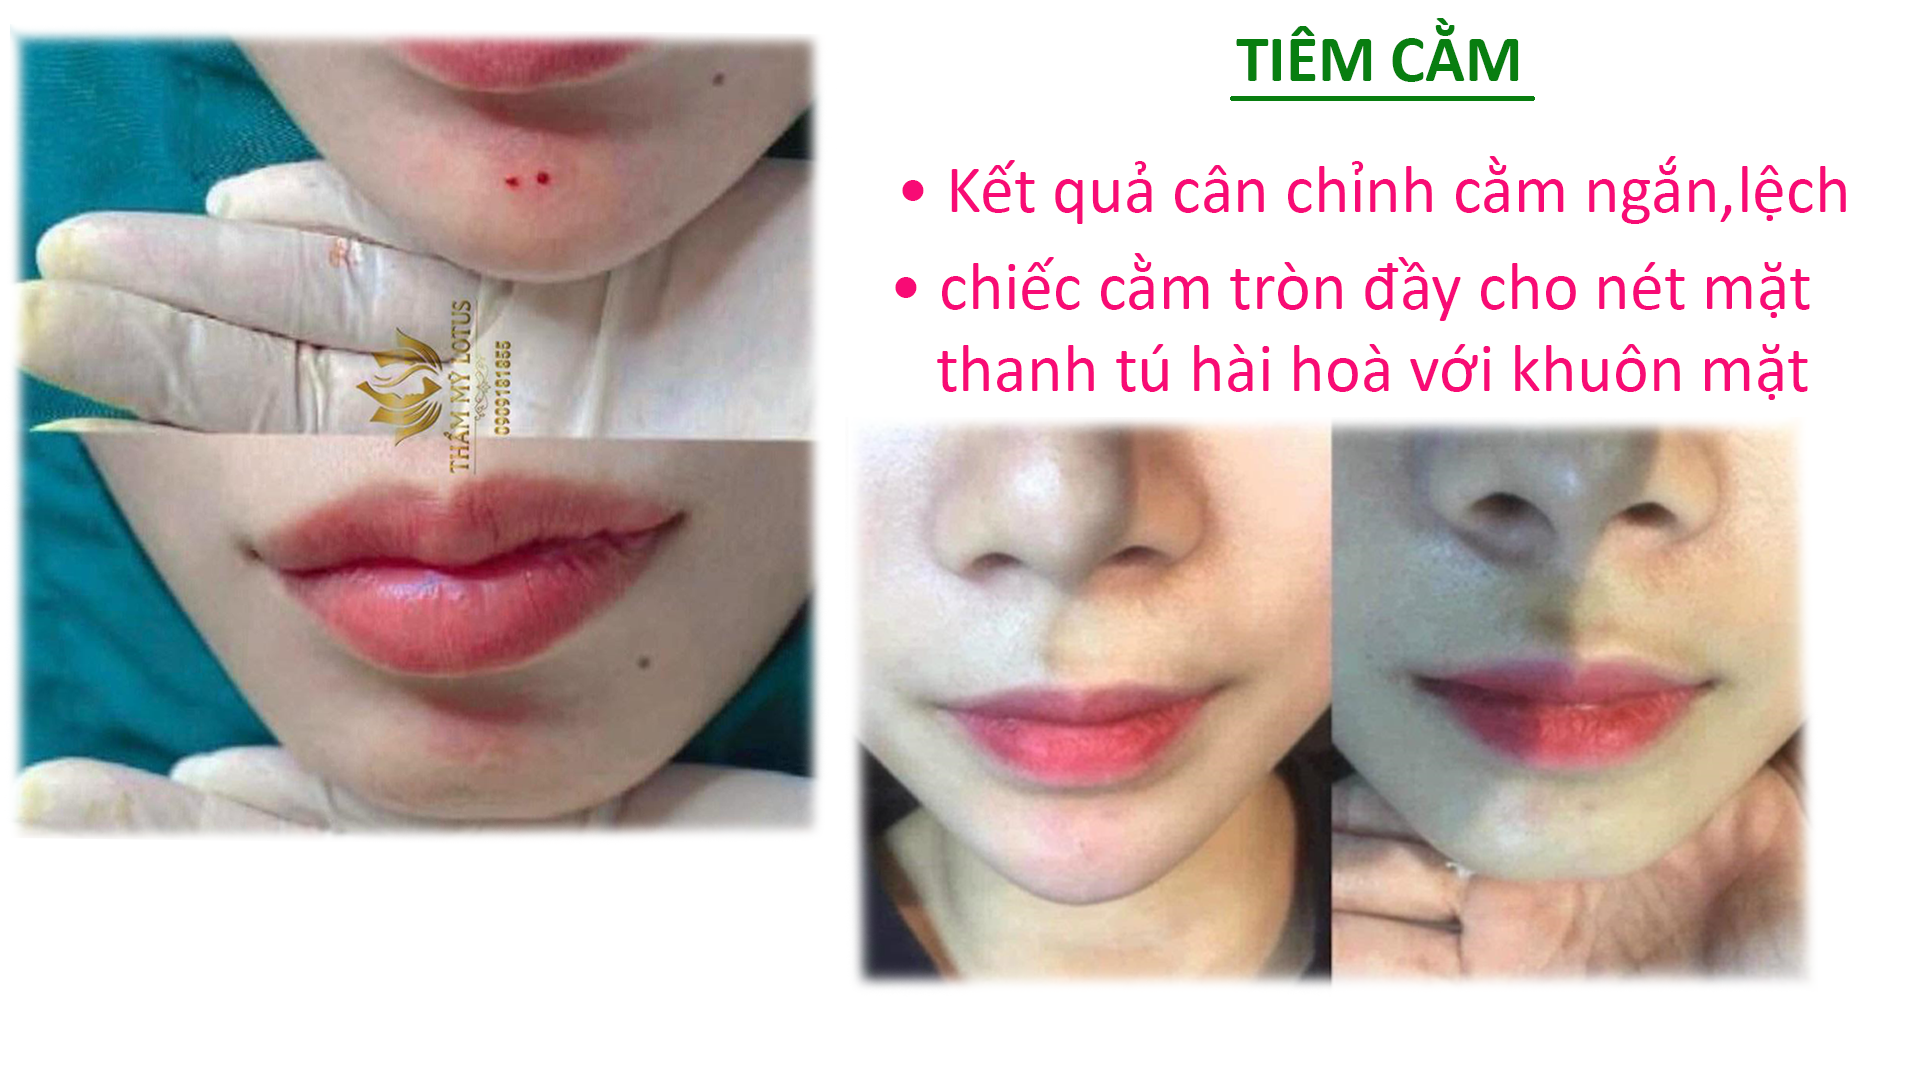 TIÊM CẰM
• Kết quả cân chỉnh cằm ngắn,lệch
• chiếc cằm tròn đầy cho nét mặt
thanh tú hài hoà với khuôn mặt
THẨM MỸ LOTUS
0909181855